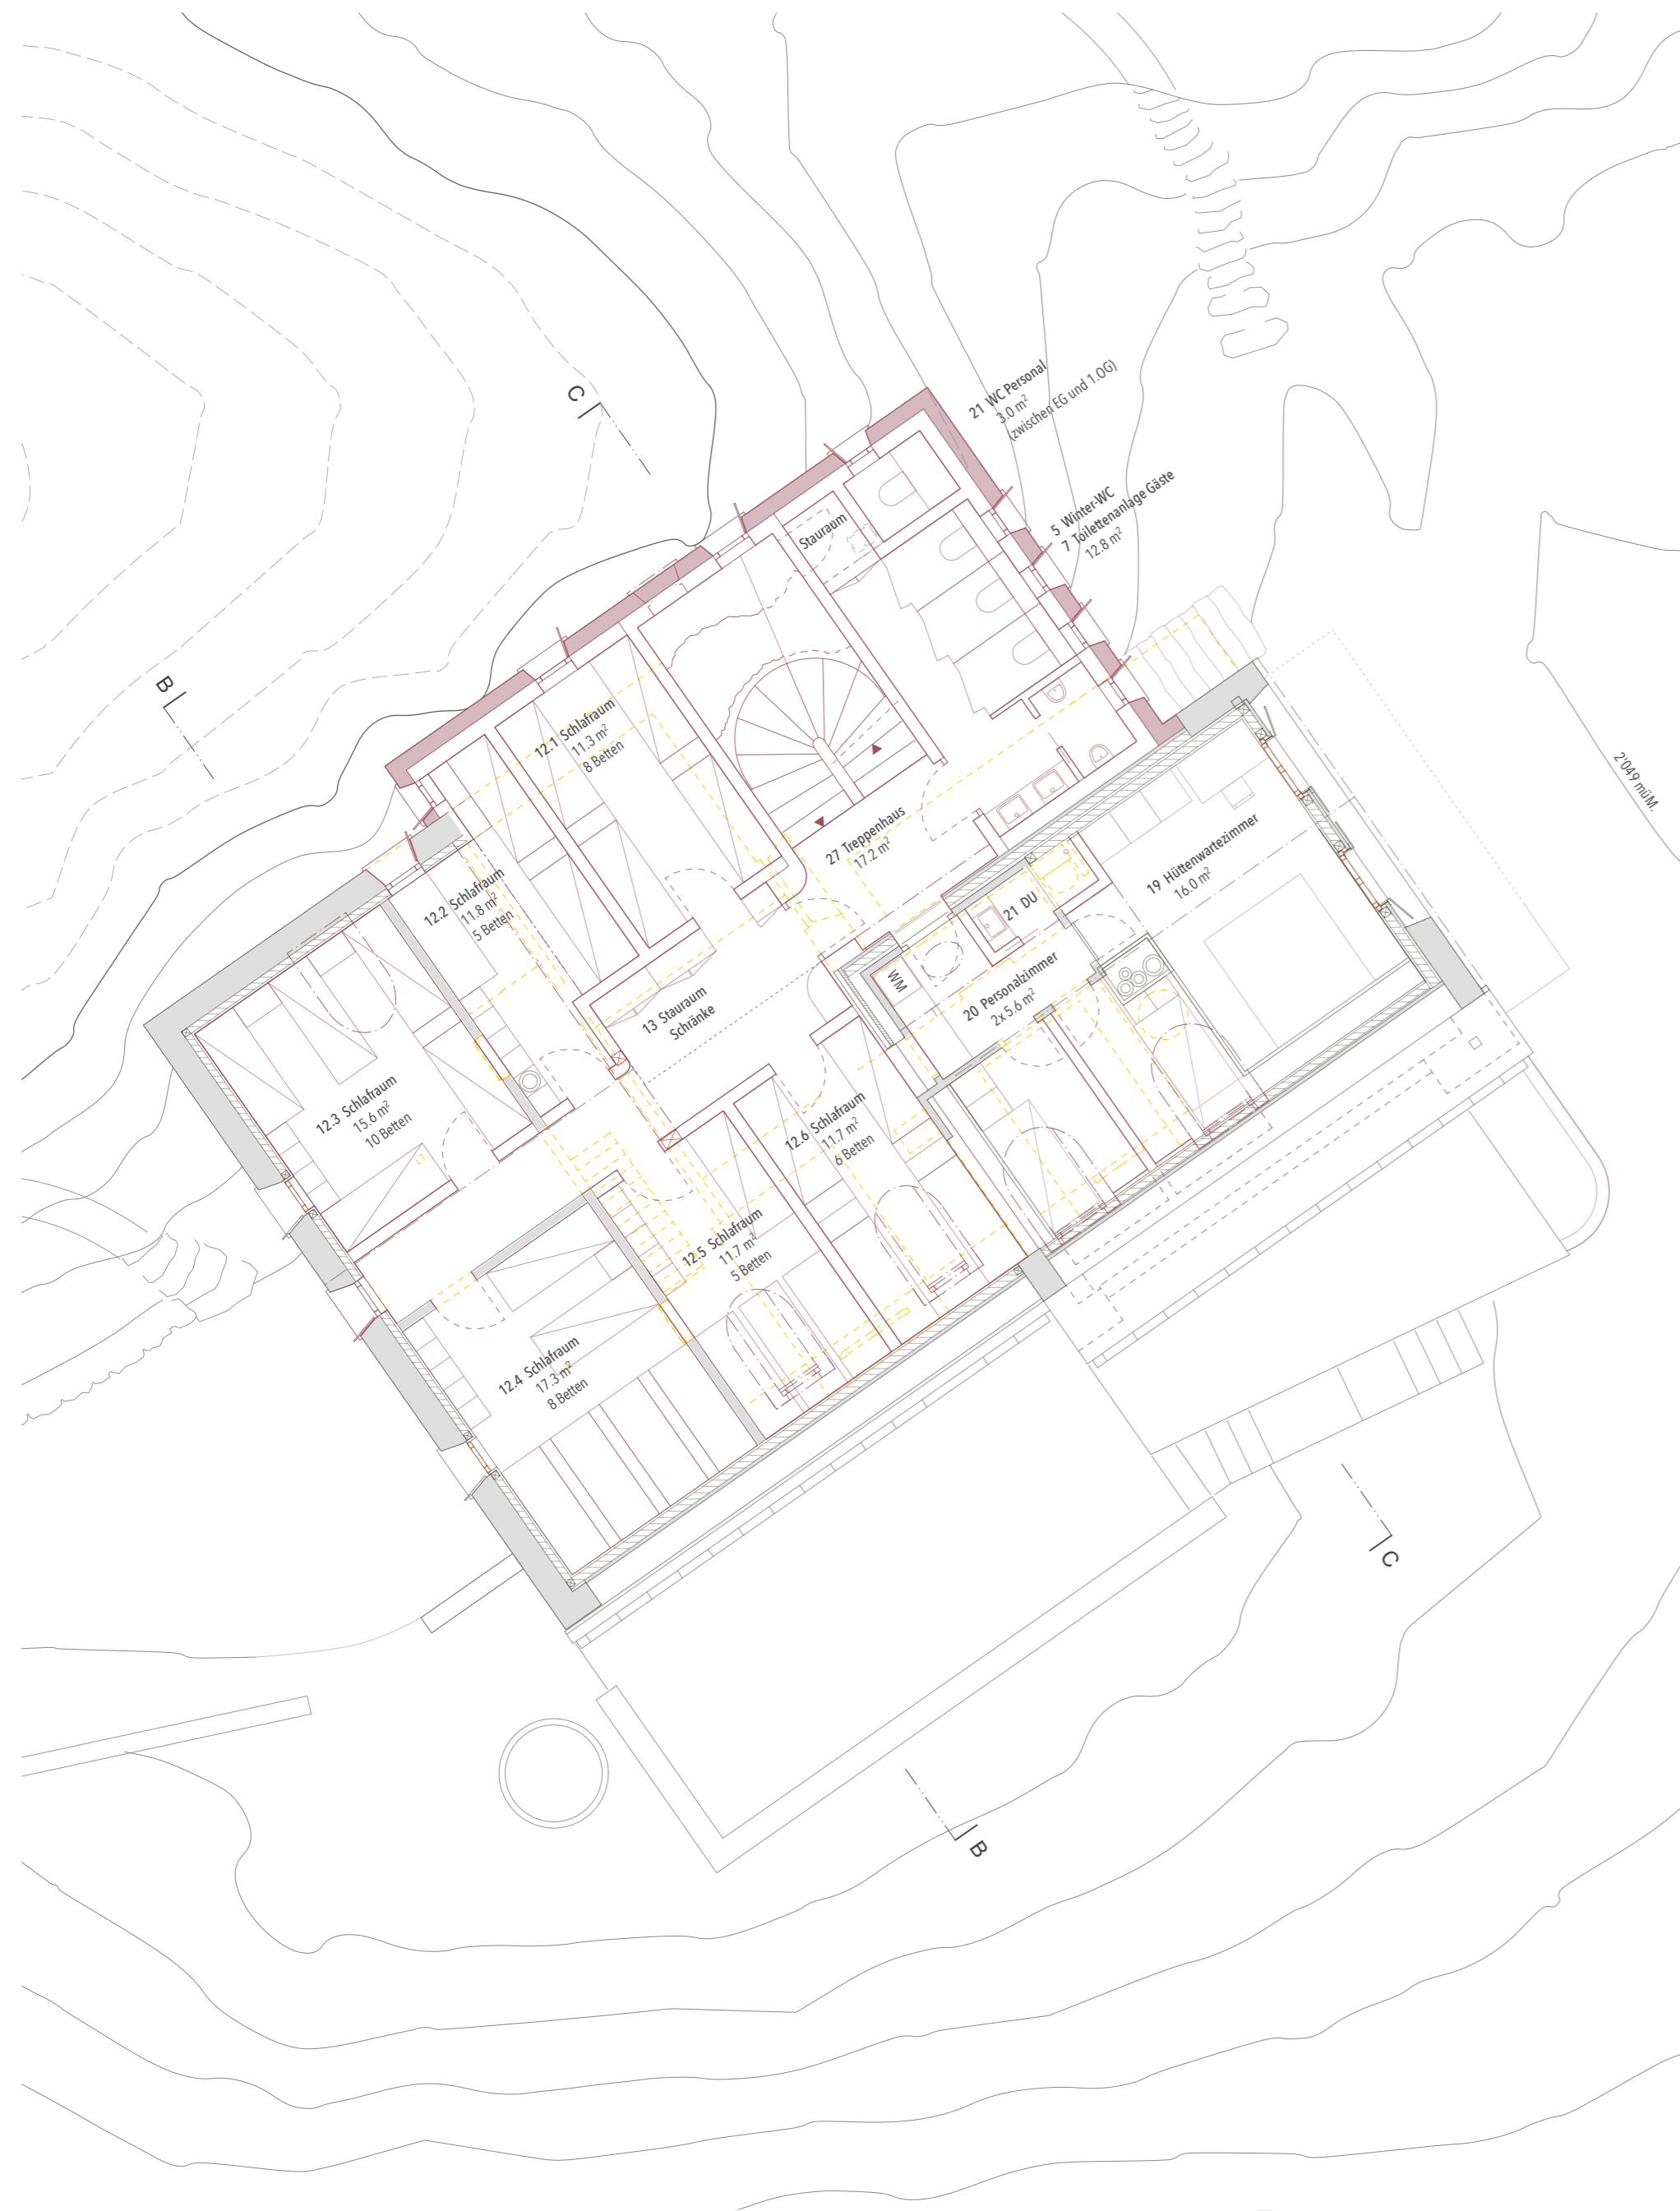 21 WC Personal
3.0 m²
(zwischen EG und 1.OG)
C
5 Winter-WC
7 Toilettenanlage Gäste
12.8 m²
Stauraum
B
12.1 Schlafraum
11.3 m²
8 Betten
2'049 müM.
27 Treppenhaus
17.2 m²
19 Hüttenwartezimmer
16.0 m²
12.2 Schlafraum
11.8 m²
5 Betten
21 DU
WM
20 Personalzimmer
2x 5.6 m²
13 Stauraum
Schränke
12.3 Schlafraum
15.6 m²
10 Betten
12.6 Schlafraum
11.7 m²
6 Betten
12.5 Schlafraum
11.7 m²
5 Betten
12.4 Schlafraum
17.3 m²
8 Betten
C
B